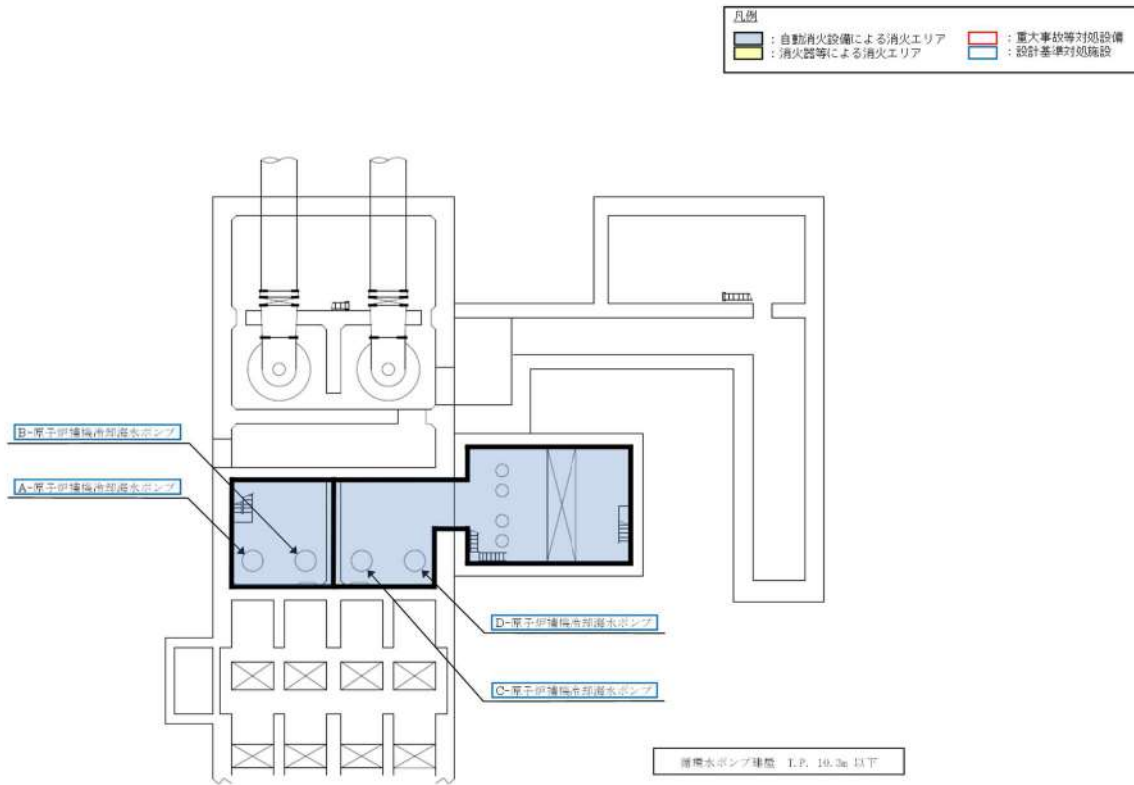 凡例
：自動消火設備による消火エリア
：消火器等による消火エリア
：重大事故等対処設備
：設計基準対処施設
B-原子炉補機冷却海水ポンプ
A-原子炉補機冷却海水ポンプ
D-原子炉補機冷却海水ポンプ
C-原子炉補機冷却海水ポンプ
循環水ポンプ建屋 T.P. 10.3m 以下